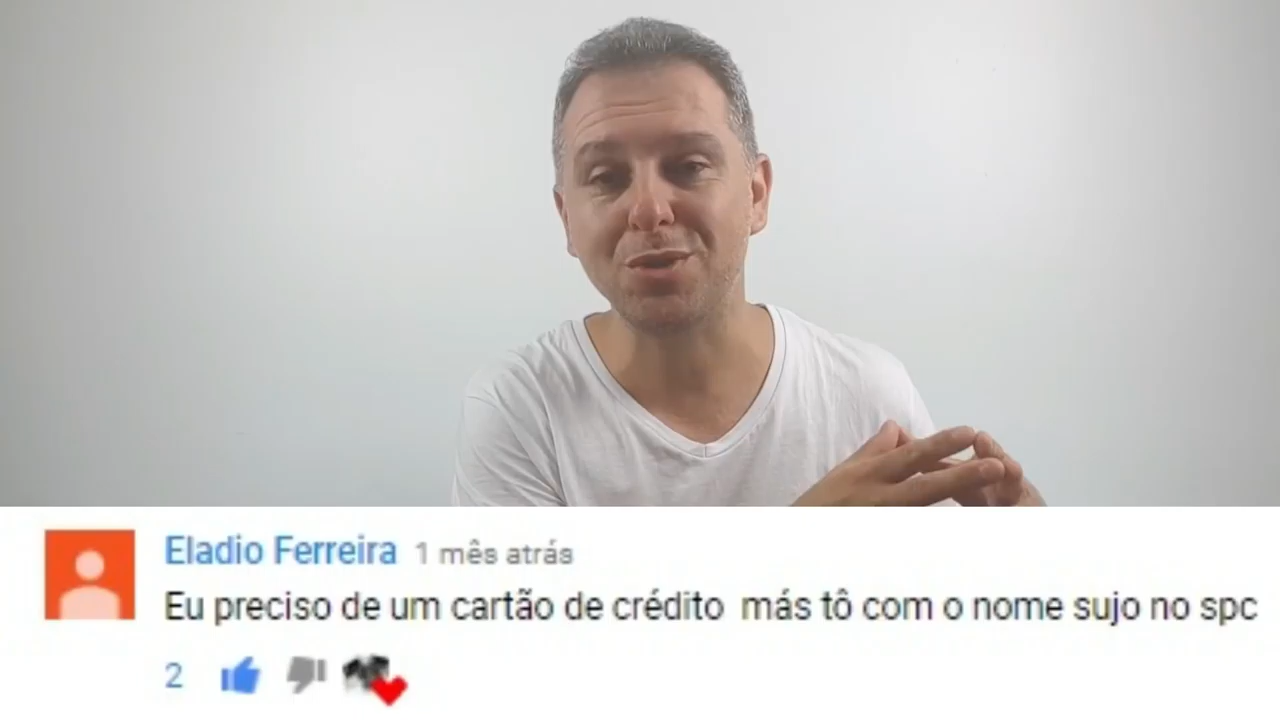 Eladio Ferreira 1 mês atrás
Eu preciso de um cartão de crédito más tô com o nome sujo no spc
2